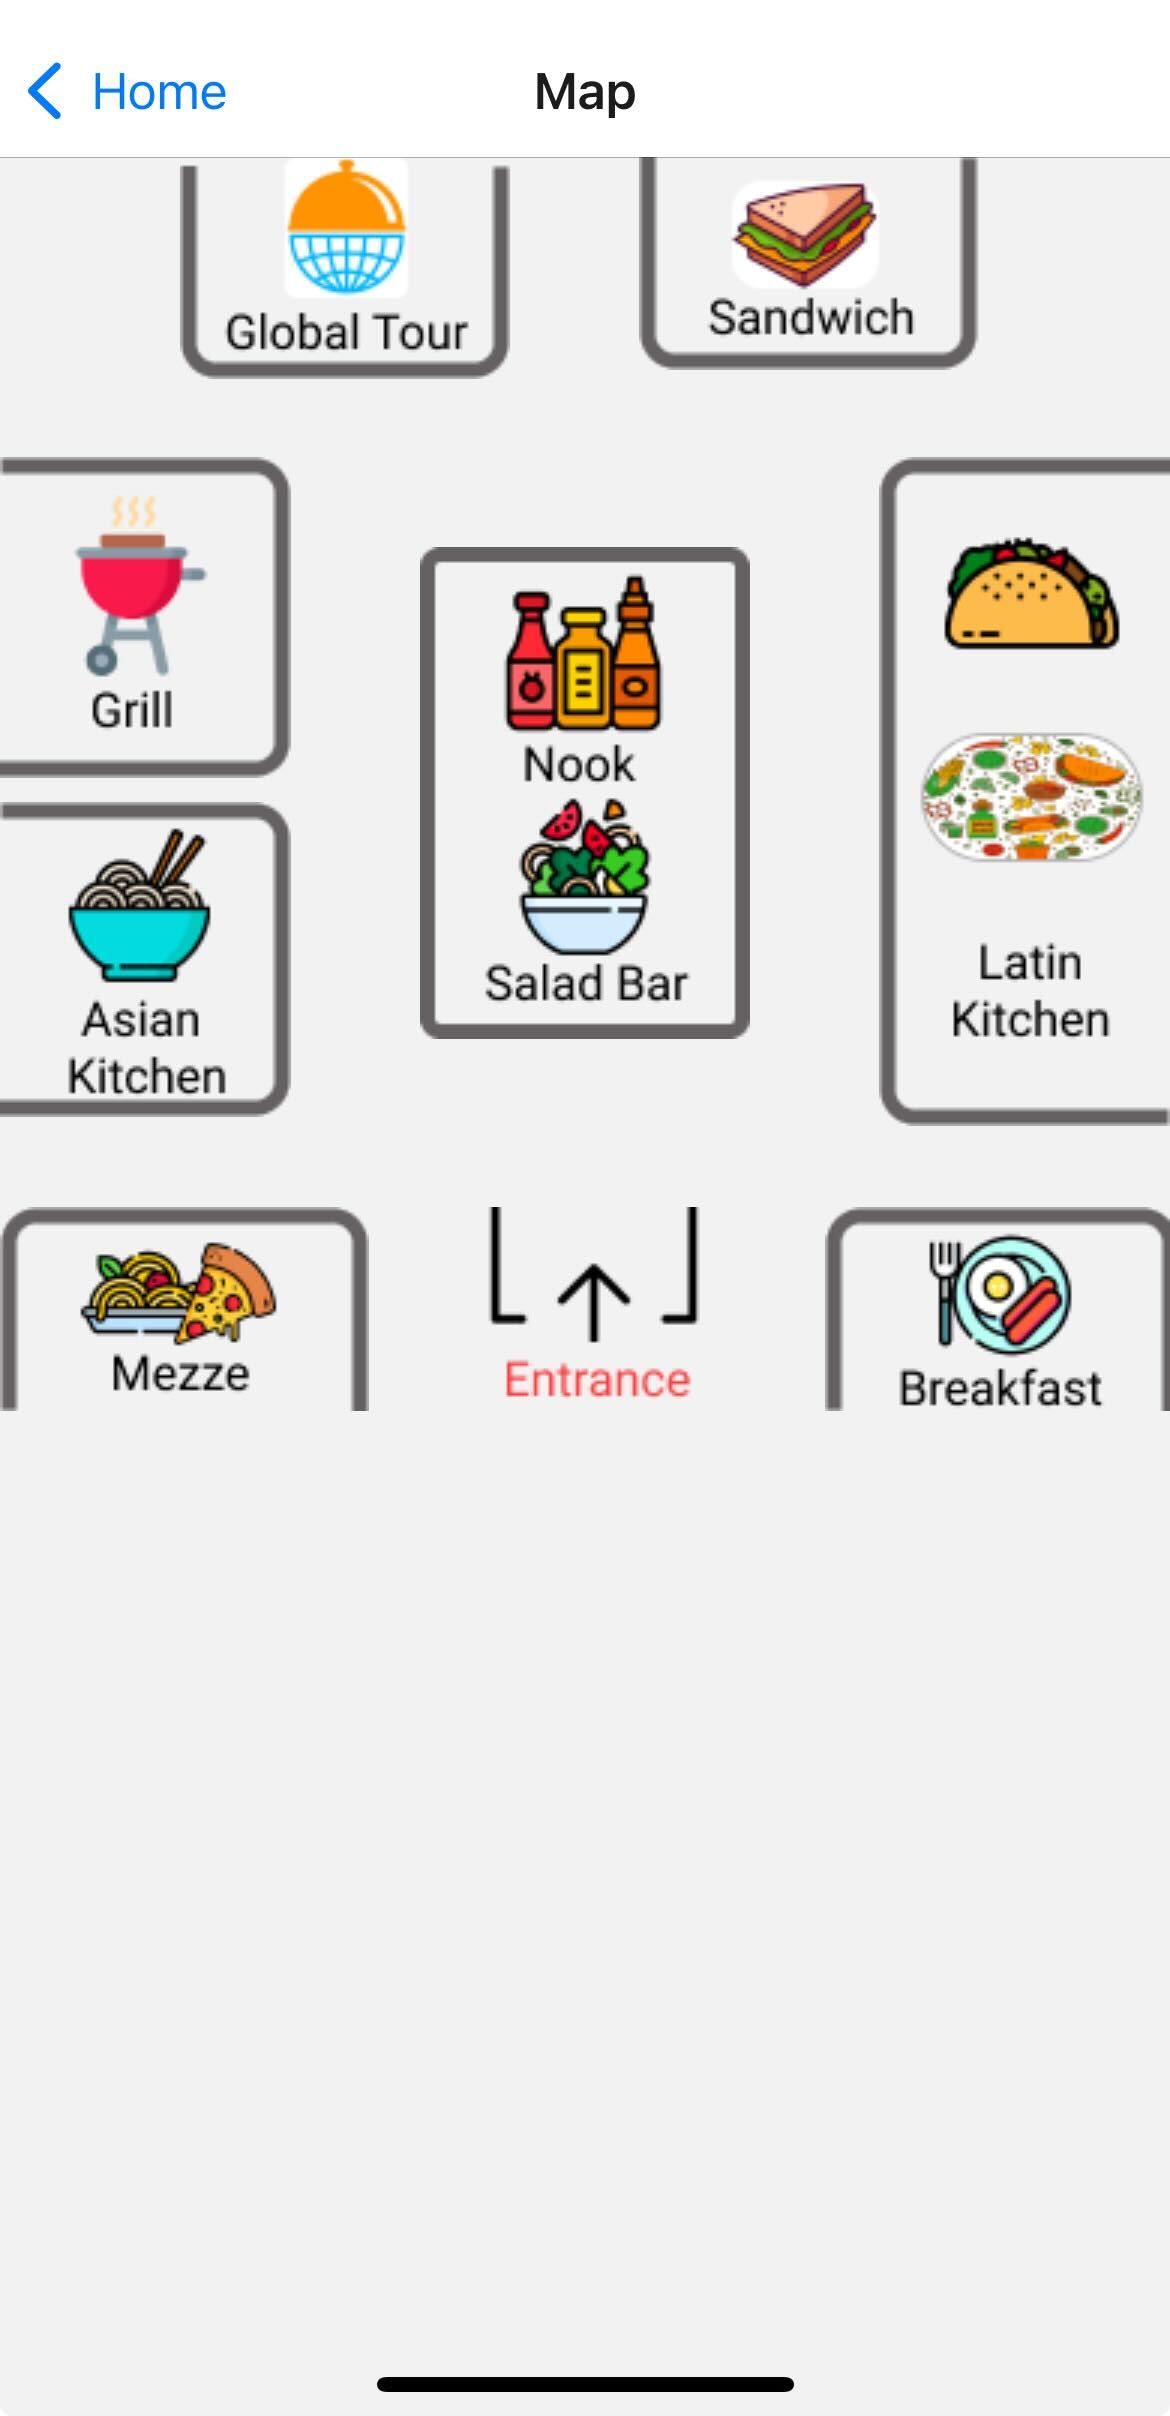 Home
Map
Global Tour
Sandwich
Grill
Nook
Salad Bar
Asian
Kitchen
Latin
Kitchen
Mezze
Entrance
Breakfast